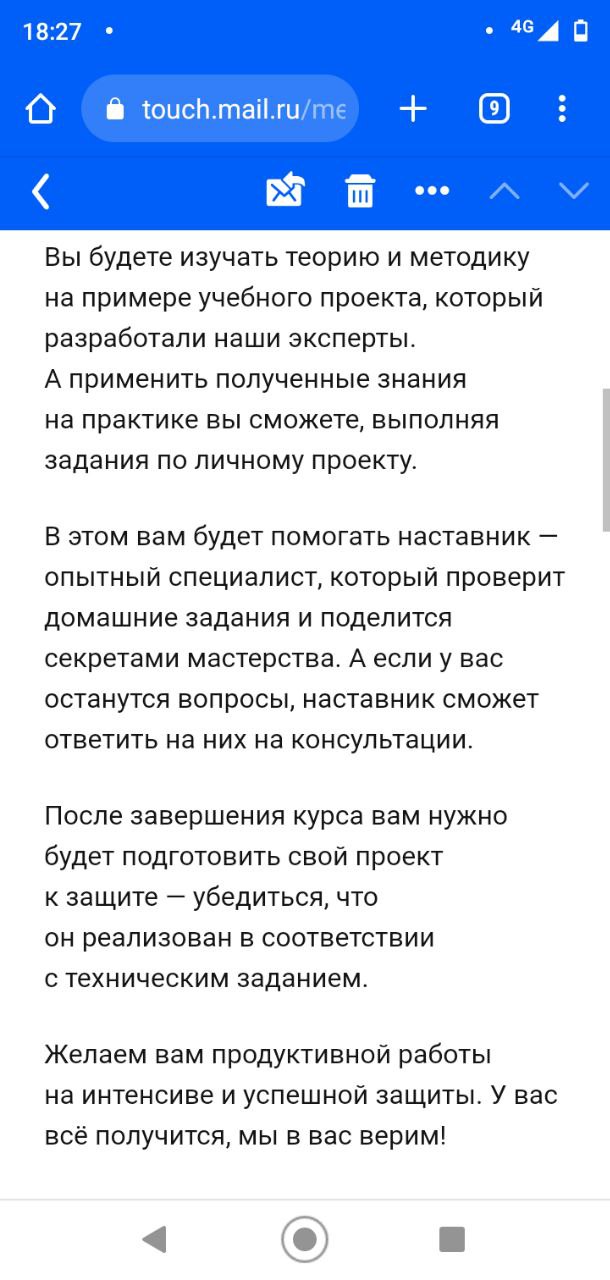 18:27
4G
touch.mail.ru/me
9
Вы будете изучать теорию и методику
на примере учебного проекта, который
разработали наши эксперты.
А применить полученные знания
на практике вы сможете, выполняя
задания по личному проекту.
В этом вам будет помогать наставник —
опытный специалист, который проверит
домашние задания и поделится
секретами мастерства. А если у вас
останутся вопросы, наставник сможет
ответить на них на консультации.
После завершения курса вам нужно
будет подготовить свой проект
к защите — убедиться, что
он реализован в соответствии
с техническим заданием.
Желаем вам продуктивной работы
на интенсиве и успешной защиты. У вас
всё получится, мы в вас верим!